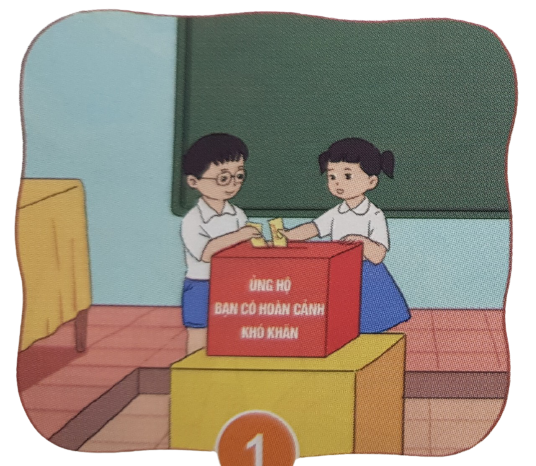 ỦNG HỘ
BẠN CÓ HOÀN CẢNH
KHÓ KHĂN
1